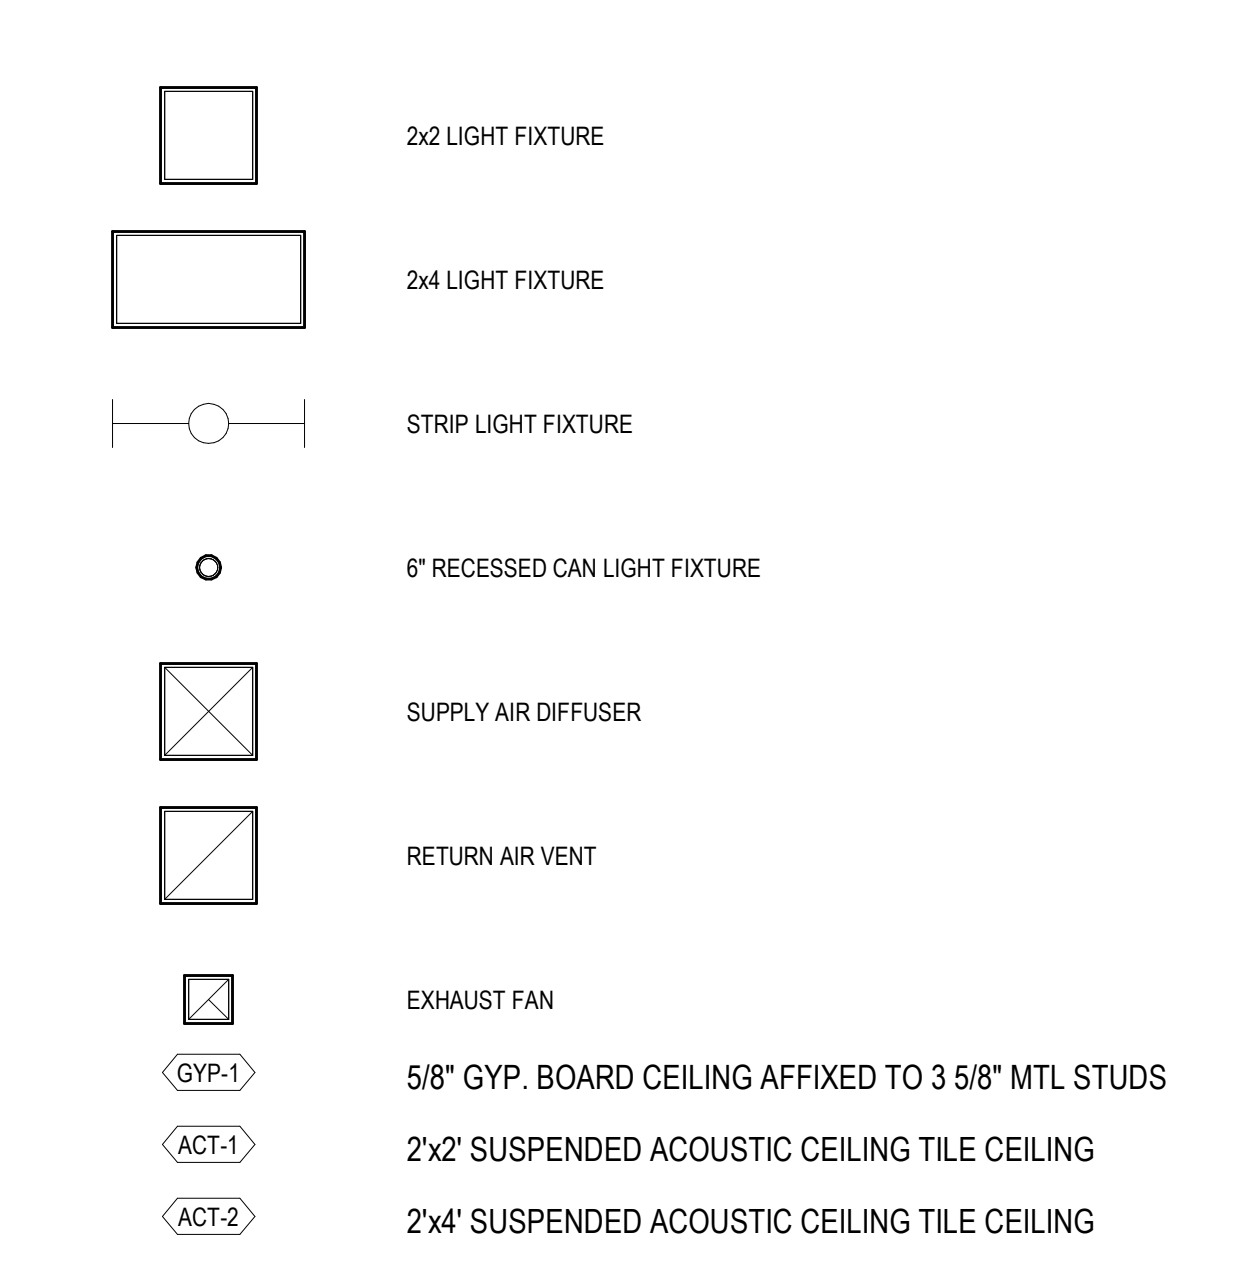 2x2 LIGHT FIXTURE
2x4 LIGHT FIXTURE
STRIP LIGHT FIXTURE
6" RECESSED CAN LIGHT FIXTURE
SUPPLY AIR DIFFUSER
RETURN AIR VENT
EXHAUST FAN
GYP-1 5/8" GYP. BOARD CEILING AFFIXED TO 3 5/8" MTL STUDS
ACT-1 2'x2' SUSPENDED ACOUSTIC CEILING TILE CEILING
ACT-2 2'x4' SUSPENDED ACOUSTIC CEILING TILE CEILING